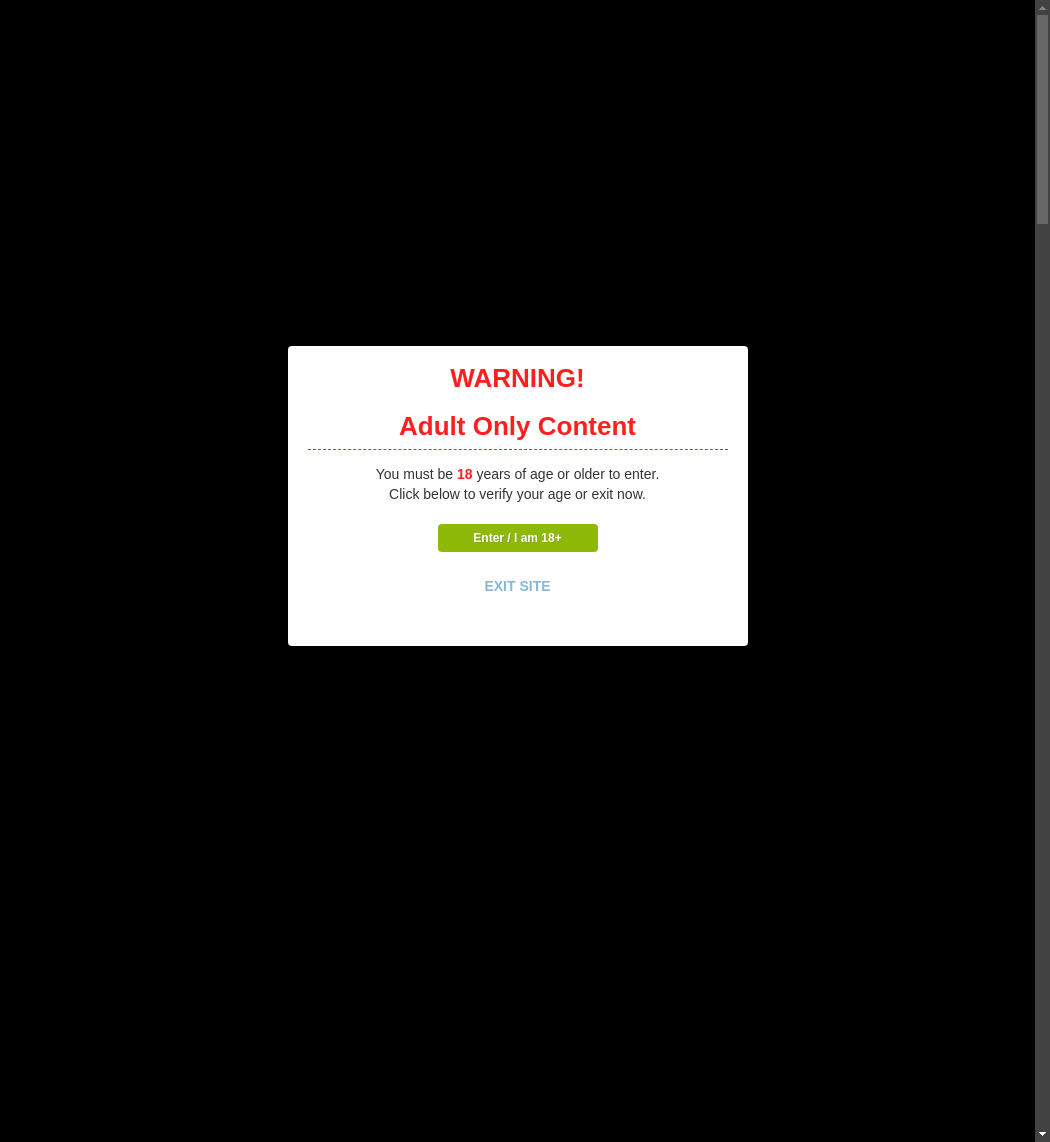 WARNING!
Adult Only Content
You must be 18 years of age or older to enter.
Click below to verify your age or exit now.
Enter / I am 18+
EXIT SITE